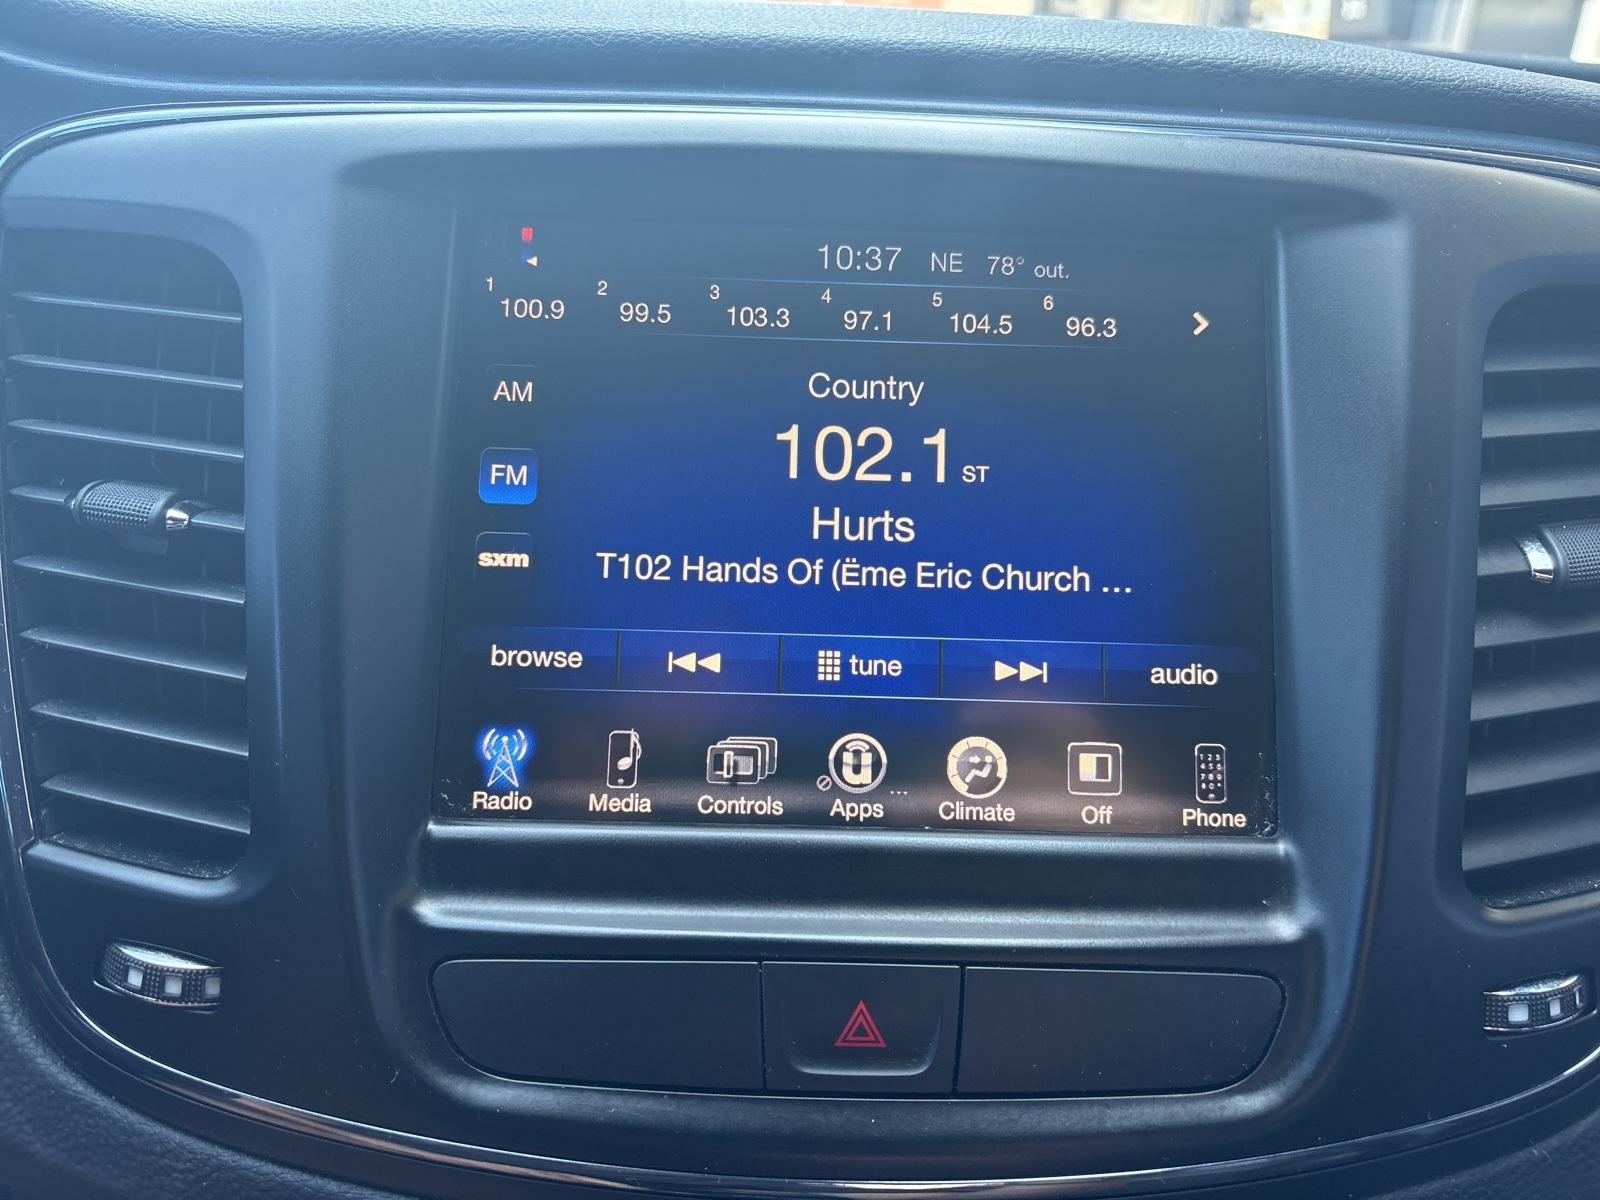 10:37 NE 78° out.
1 100.9 2 99.5 3 103.3 4 97.1 5 104.5 6 96.3
AM
Country
102.1 ST
FM
Hurts
sxm
T102 Hands Of (Ëme Eric Church ...
browse tune audio
Radio Media Controls Apps ... Climate Off Phone